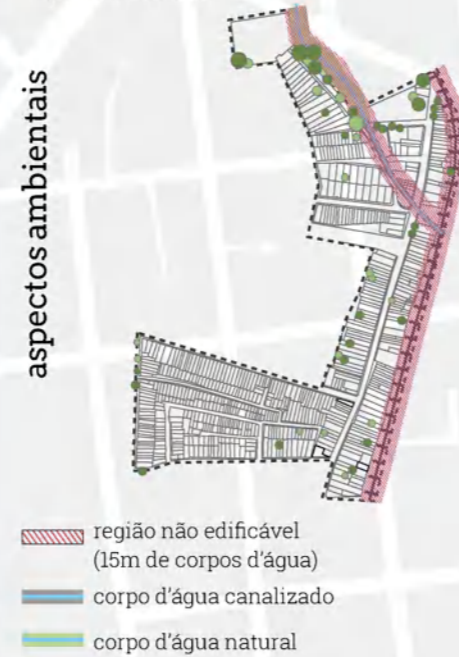 aspectos ambientais
região não edificável
(15m de corpos d'água)
corpo d'água canalizado
corpo d'água natural